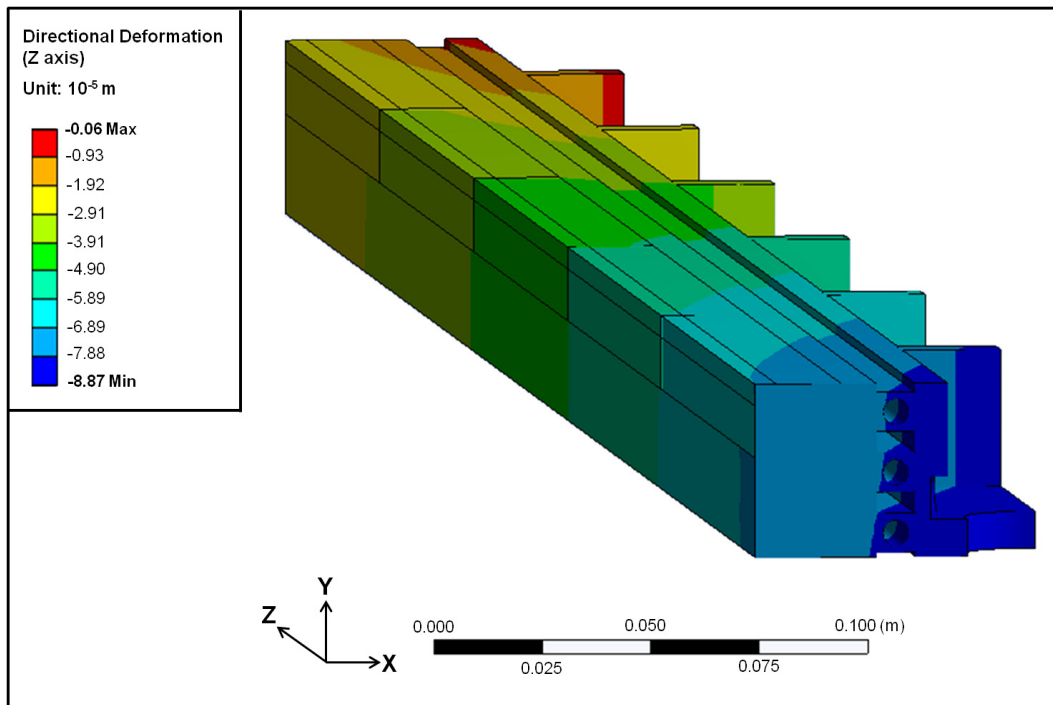 Directional Deformation
(Z axis)
Unit: 10⁻⁵ m
-0.06 Max
-0.93
-1.92
-2.91
-3.91
-4.90
-5.89
-6.89
-7.88
-8.87 Min
Y
Z
X
0.000 0.050 0.100 (m)
0.025 0.075